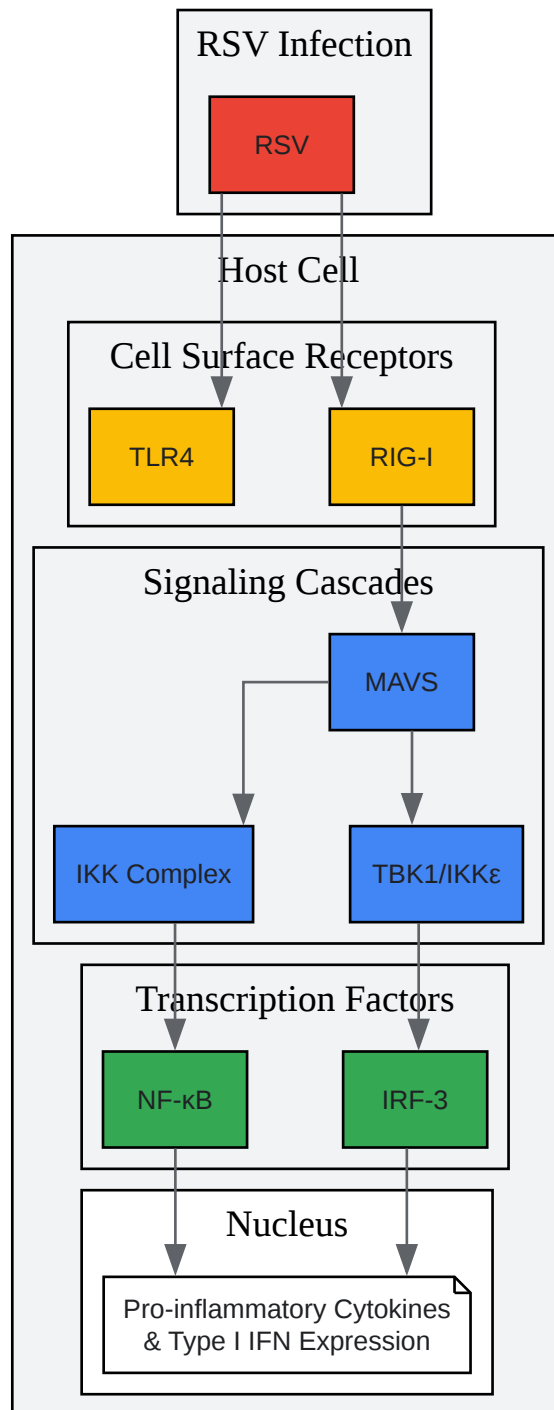 RSV Infection
RSV
Host Cell
Cell Surface Receptors
TLR4
RIG-I
Signaling Cascades
MAVS
IKK Complex
TBK1/IKKε
Transcription Factors
NF-κB
IRF-3
Nucleus
Pro-inflammatory Cytokines
& Type I IFN Expression